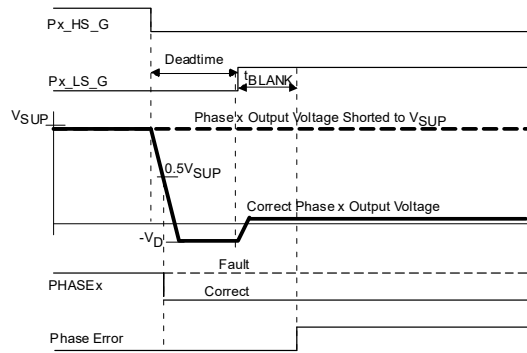 Px_HS_G
Deadtime
Px_LS_G
tBLANK
VSUP
Phase x Output Voltage Shorted to VSUP
0.5VSUP
Correct Phase x Output Voltage
-VD
Fault
PHASEx
Correct
Phase Error